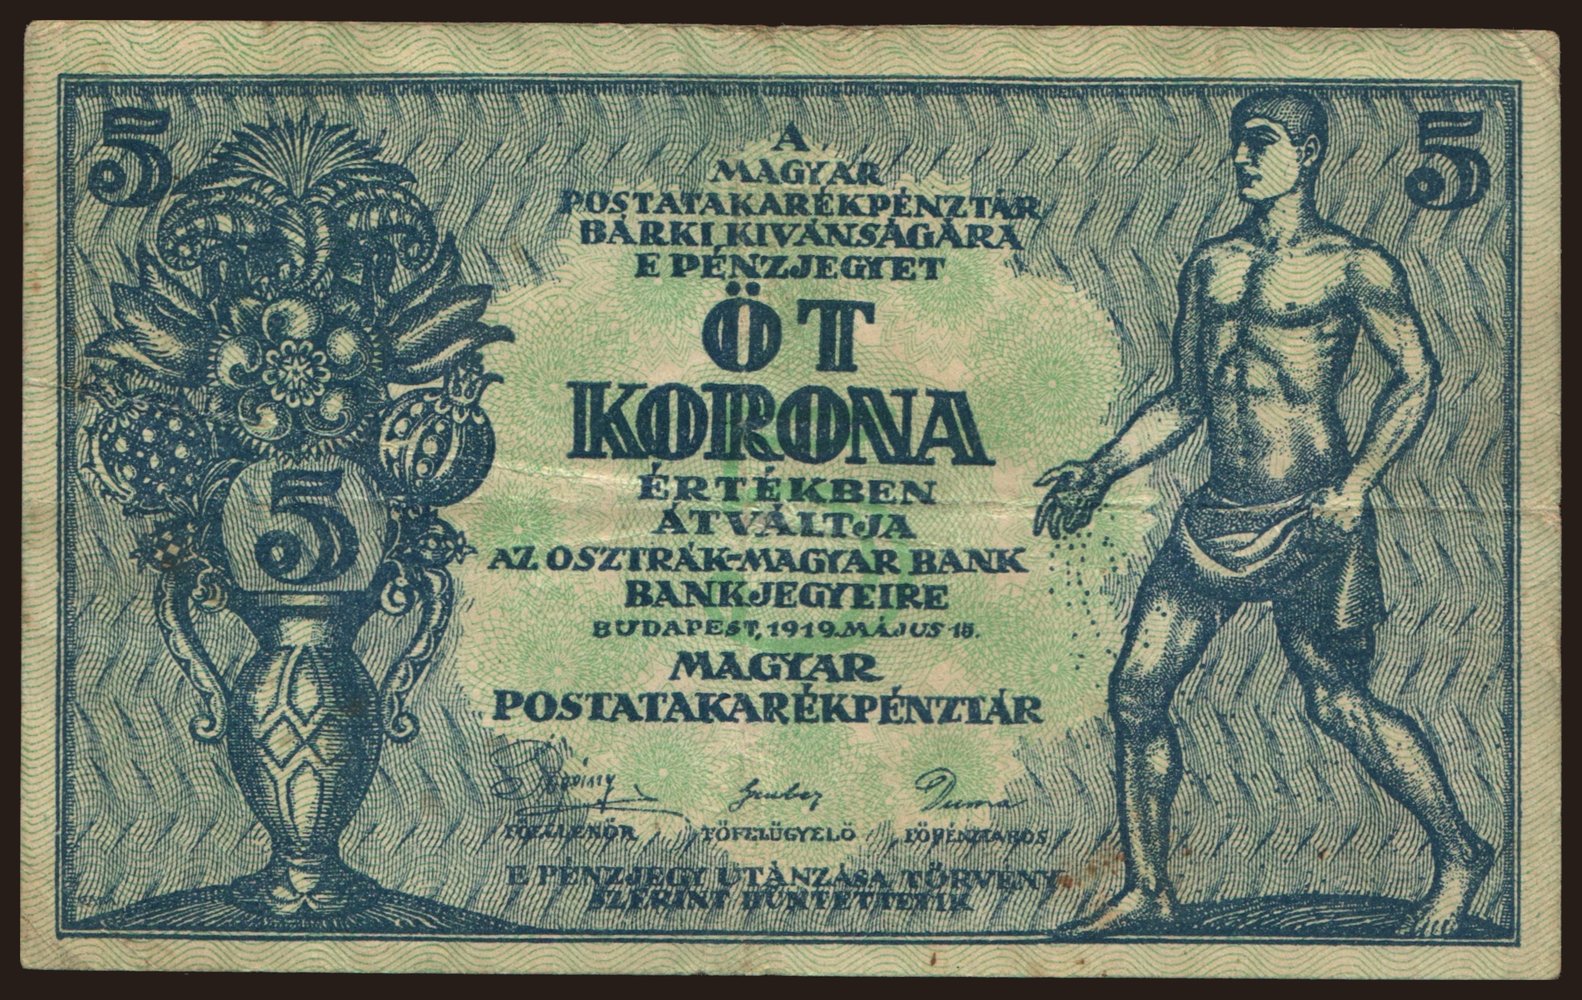 5
5
A
MAGYAR
POSTATAKARÉKPÉNZTÁR
BÁRKI KIVÁNSÁGÁRA
E PÉNZJEGYET
ÖT
KORONA
ÉRTÉKBEN
ÁTVÁLTJA
AZ OSZTRÁK-MAGYAR BANK
BANKJEGYEIRE
BUDAPEST, 1919. MÁJUS 15.
MAGYAR
POSTATAKARÉKPÉNZTÁR
5
FŐELLENŐR FŐFELÜGYELŐ FŐPÉNZTÁROS
E PÉNZJEGY UTÁNZÁSA TÖRVÉNY
SZERINT BÜNTETTETIK